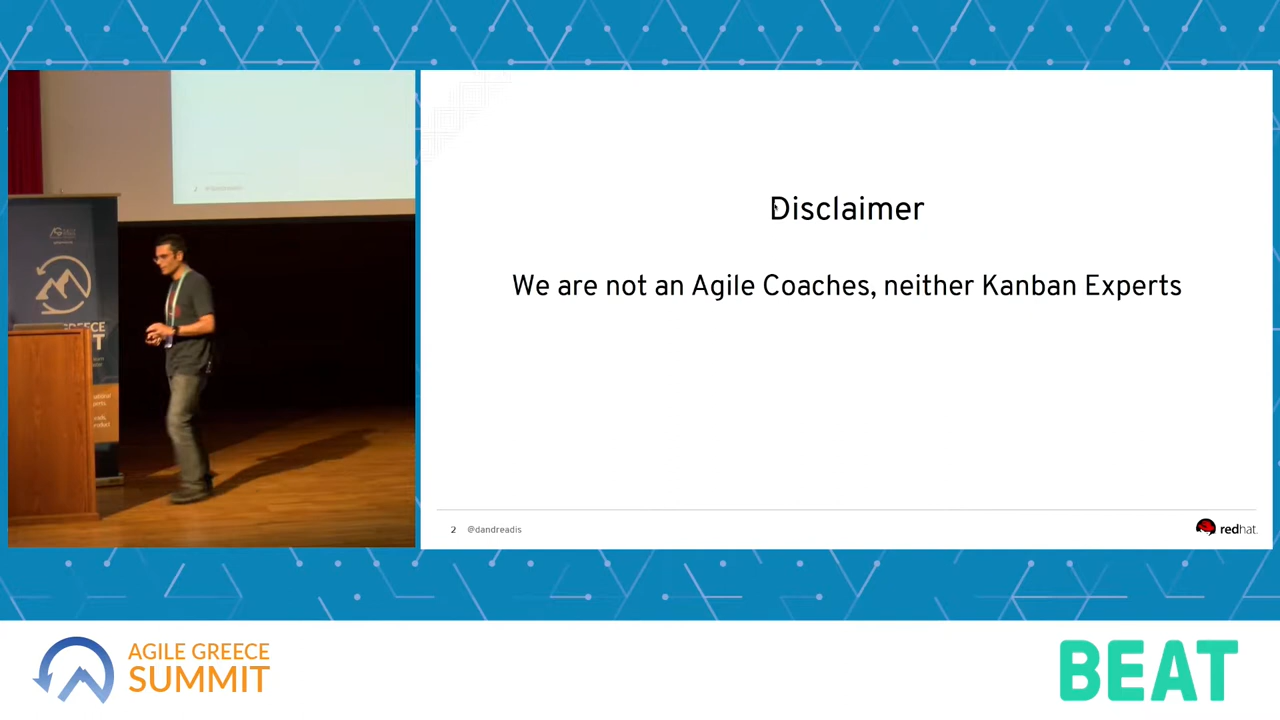 Disclaimer
We are not an Agile Coaches, neither Kanban Experts
2 @dandreadis
redhat.
AGILE GREECE
SUMMIT
BEAT